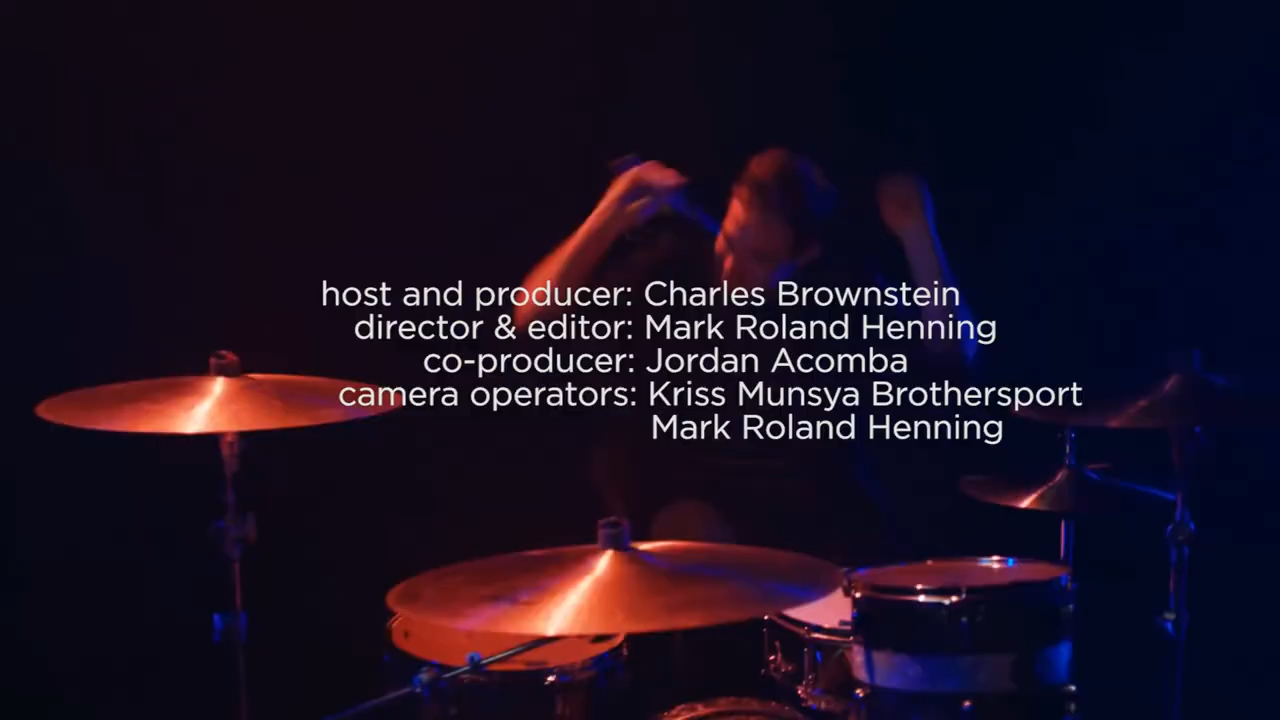 host and producer: Charles Brownstein
director & editor: Mark Roland Henning
co-producer: Jordan Acomba
camera operators: Kriss Munsya Brothersport
Mark Roland Henning